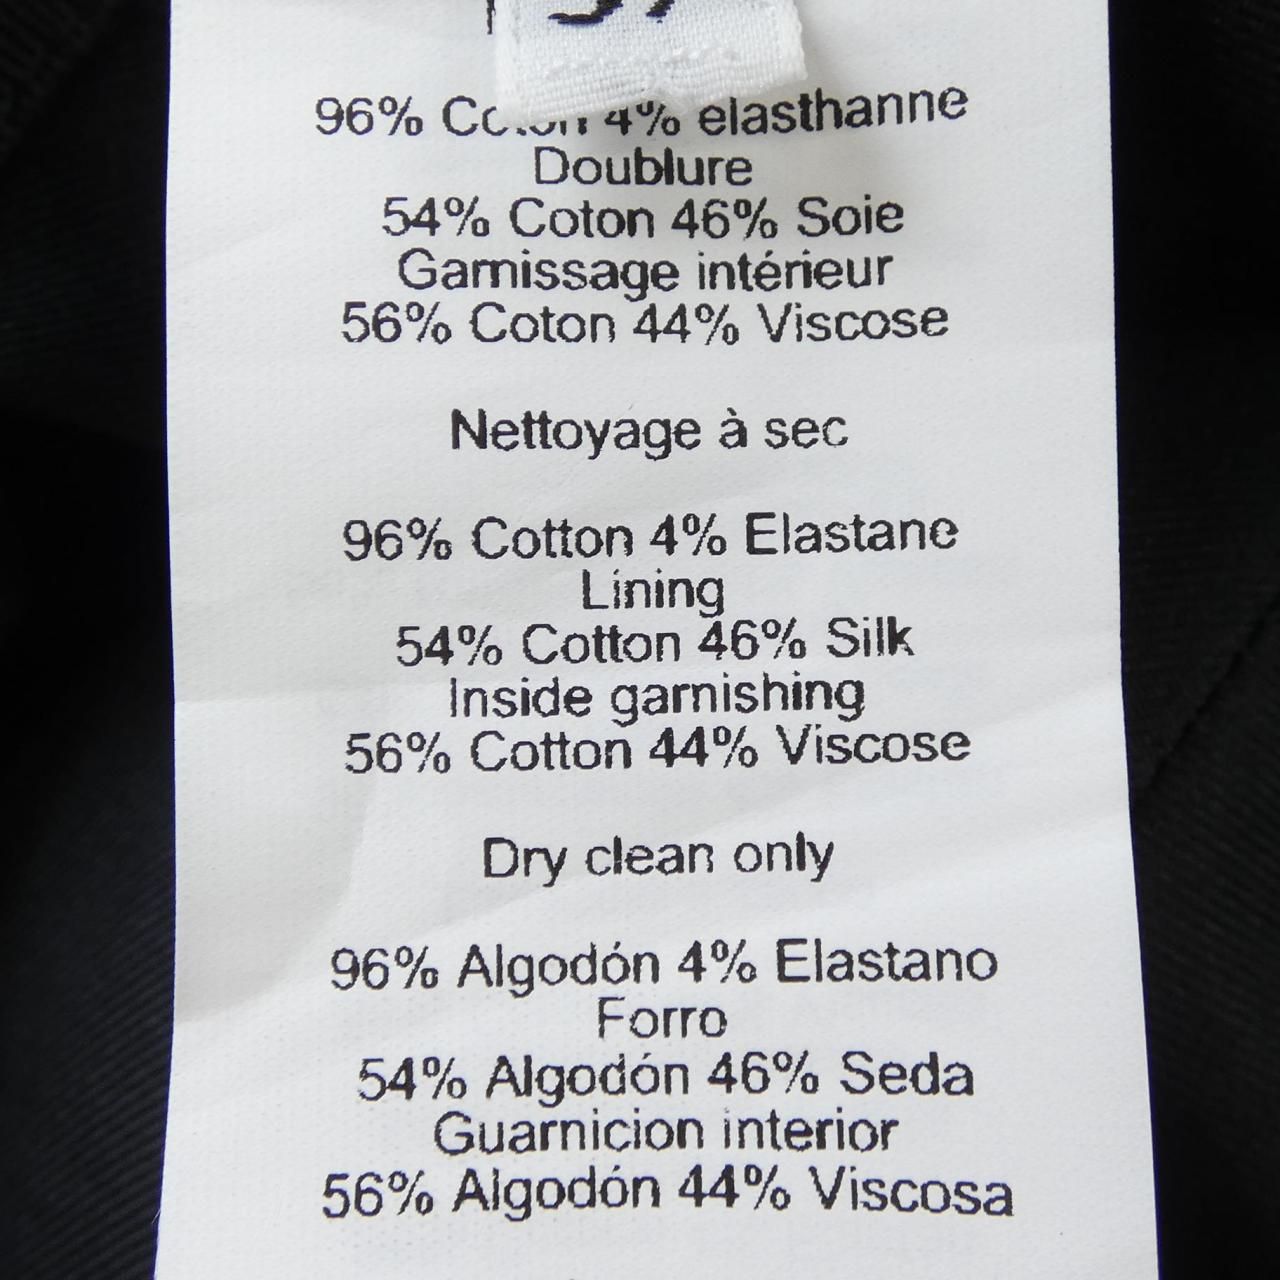 96% Coton 4% élasthanne
Doublure
54% Coton 46% Soie
Garnissage intérieur
56% Coton 44% Viscose
Nettoyage à sec
96% Cotton 4% Elastane
Lining
54% Cotton 46% Silk
Inside garnishing
56% Cotton 44% Viscose
Dry clean only
96% Algodón 4% Elastano
Forro
54% Algodón 46% Seda
Guarnicion interior
56% Algodón 44% Viscosa